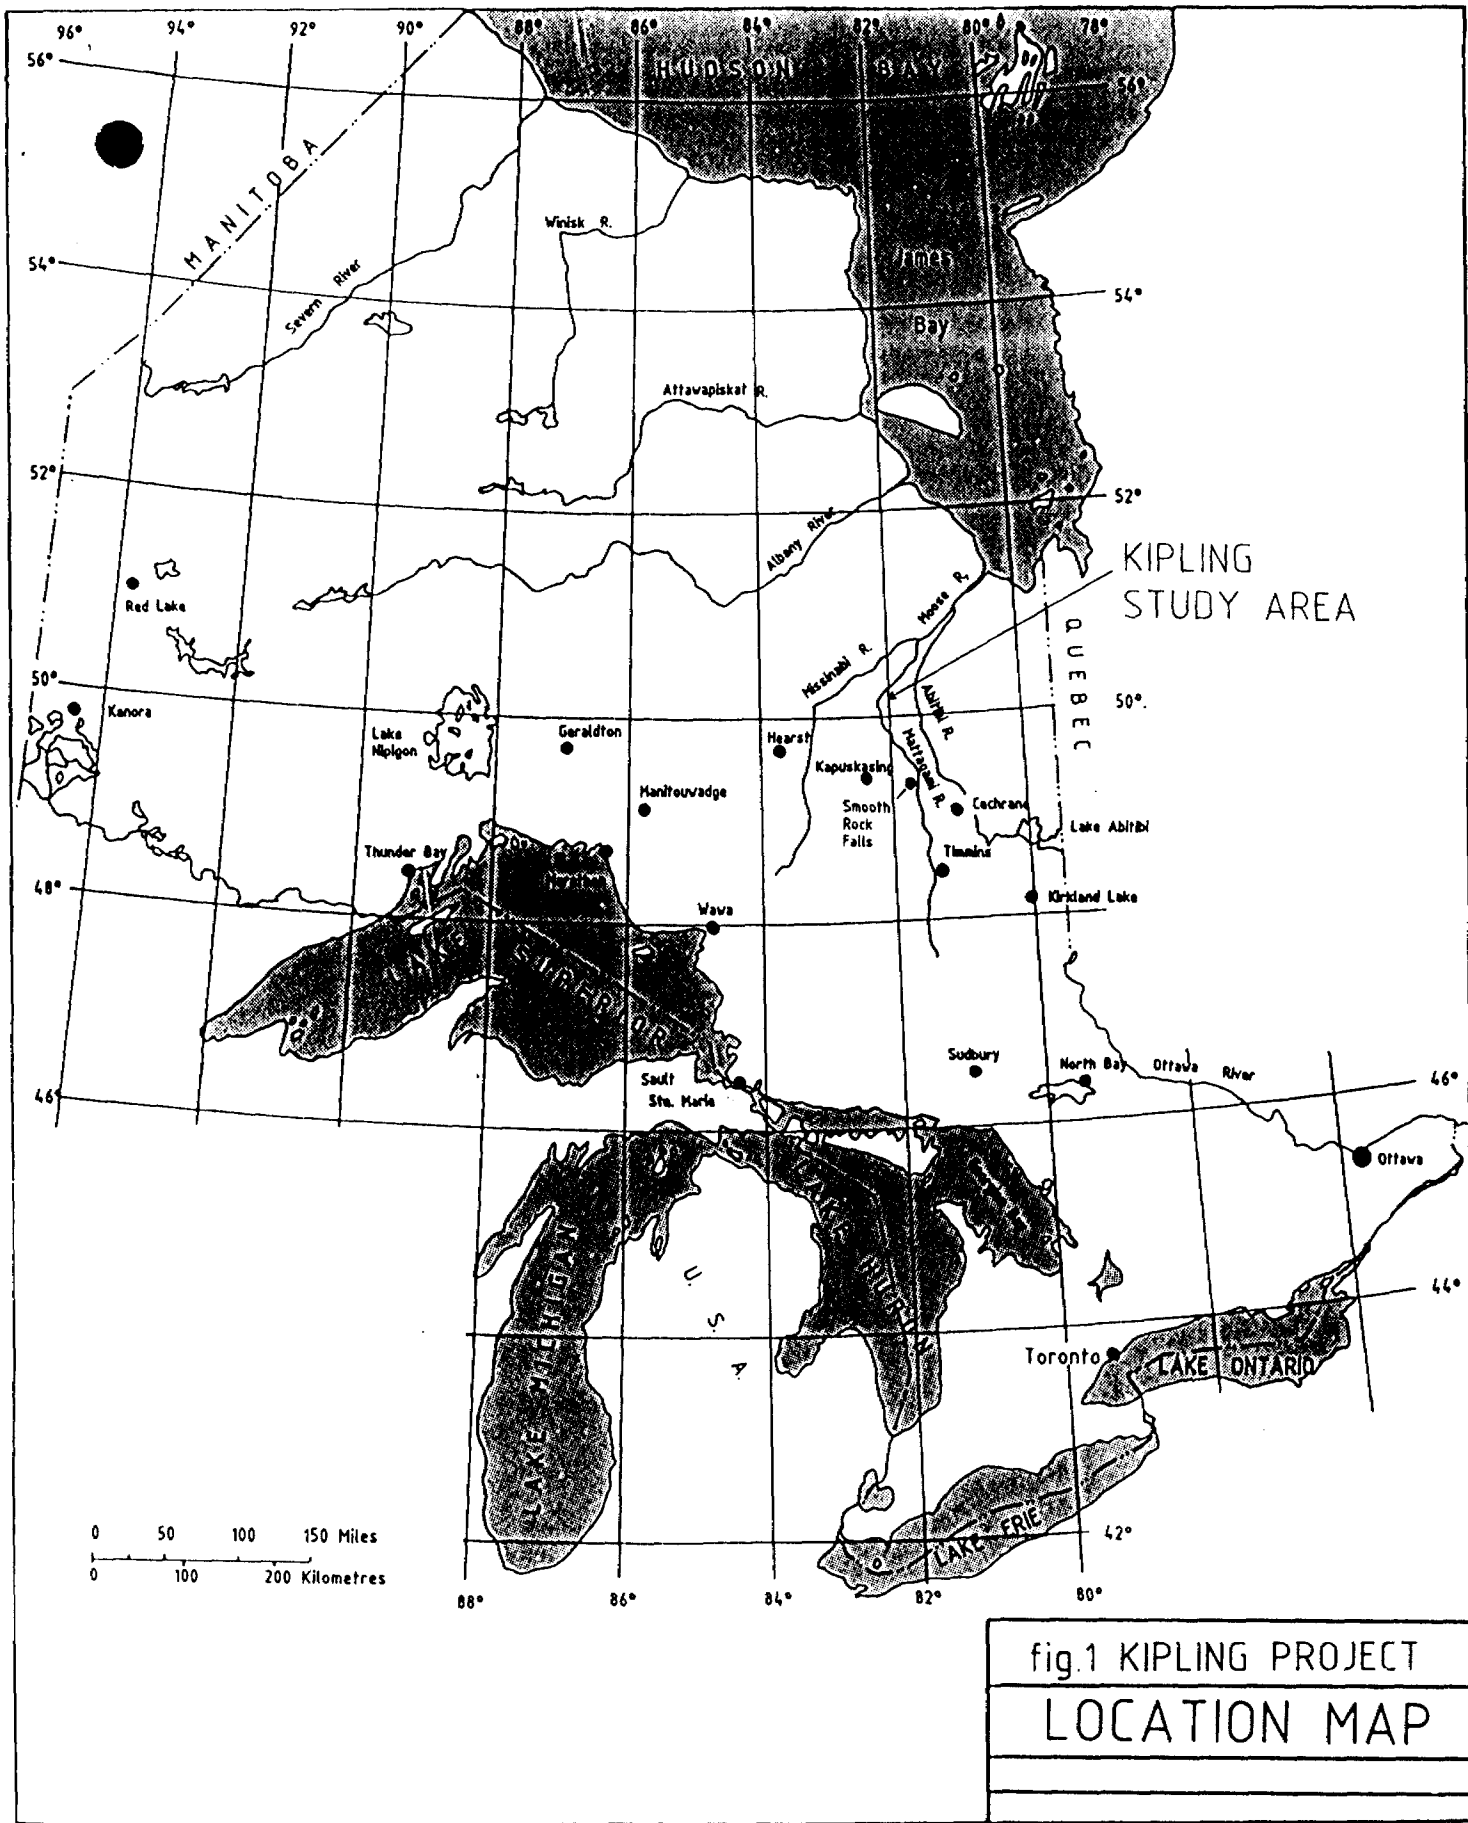 96°
94°
92°
90°
88°
86°
84°
82°
80°
78°
56°
HUDSON BAY
56°
MANITOBA
Winisk R.
54°
Severn River
James
Bay
54°
Attawapiskat R.
52°
52°
Albany River
KIPLING
STUDY AREA
Red Lake
Moose R,
QUEBEC
Missinabi R.
50°
50°.
Kanora
Lake
Nipigon
Geraldton
Hearst
Abitibi R.
Mattagami R.
Kapuskasing
Manitouwadge
Smooth
Rock
Falls
Cochrane
Lake Abitibi
Thunder Bay
Timmins
48°
Kirkland Lake
Wawa
LAKE SUPERIOR
Sudbury
North Bay
Ottawa River
46°
Sault
Ste. Marie
46°
Ottawa
LAKE HURON
LAKE MICHIGAN
U. S. A.
44°
Toronto
LAKE ONTARIO
LAKE ERIE
42°
0 50 100 150 Miles
0 100 200 Kilometres
88°
86°
84°
82°
80°
fig.1 KIPLING PROJECT
LOCATION MAP